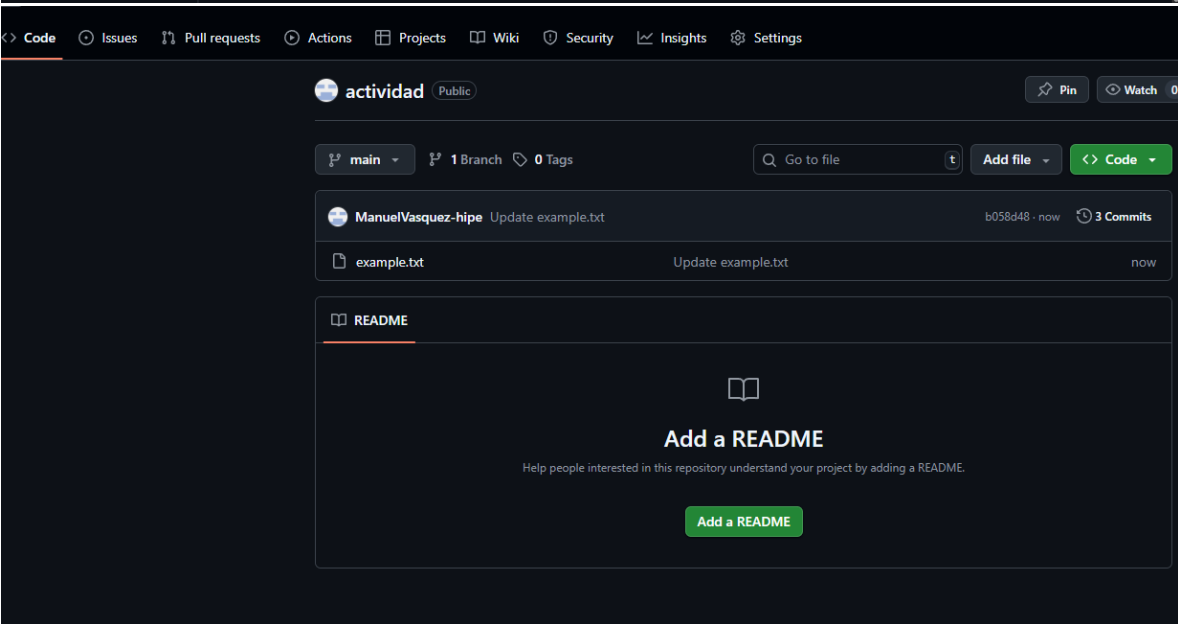 Code Issues Pull requests Actions Projects Wiki Security Insights Settings
actividad Public Pin Watch 0
main 1 Branch 0 Tags Go to file t Add file Code
ManuelVasquez-hipe Update example.txt b058d48 · now 3 Commits
example.txt Update example.txt now
README
Add a README
Help people interested in this repository understand your project by adding a README.
Add a README